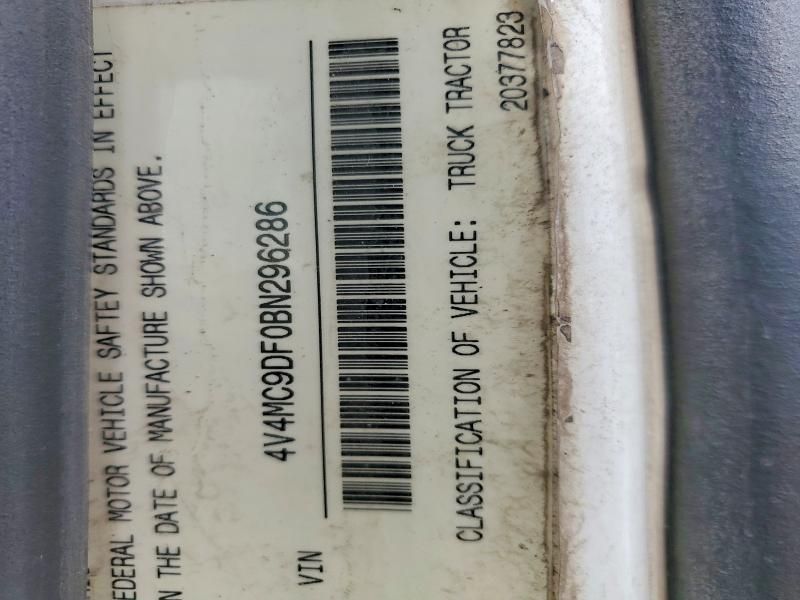 FEDERAL MOTOR VEHICLE SAFTEY STANDARDS IN EFFECT
THE DATE OF MANUFACTURE SHOWN ABOVE.
VIN 4V4MC9DF0BN296286
CLASSIFICATION OF VEHICLE: TRUCK TRACTOR
20377823